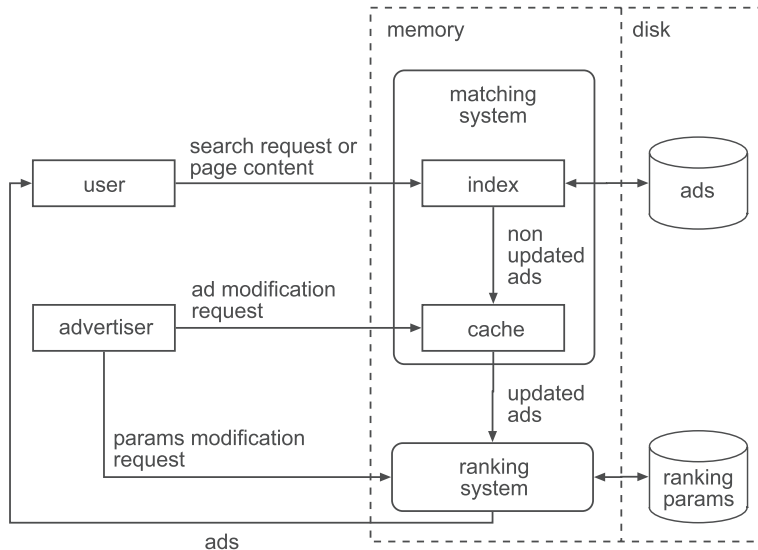 memory
disk
matching
system
search request or
page content
user
index
ads
non
updated
ads
ad modification
request
advertiser
cache
updated
ads
params modification
request
ranking
system
ranking
params
ads